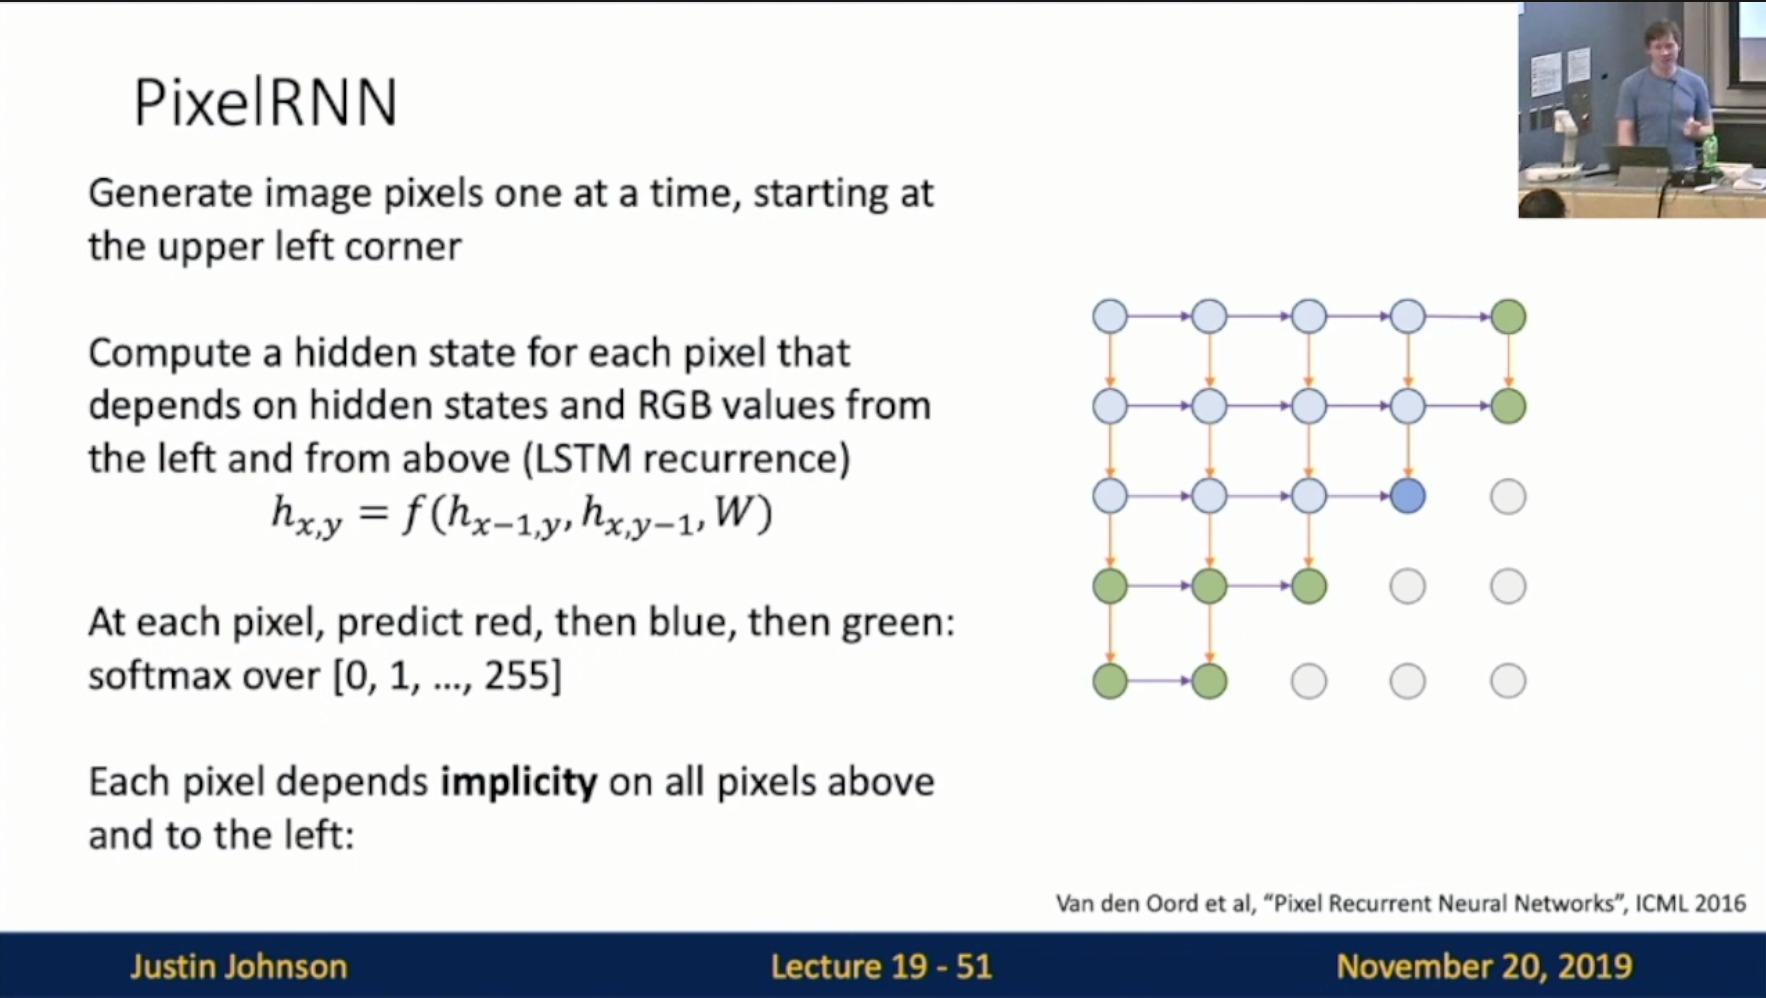 PixelRNN
Generate image pixels one at a time, starting at
the upper left corner
Compute a hidden state for each pixel that
depends on hidden states and RGB values from
the left and from above (LSTM recurrence)
h_{x,y} = f(h_{x-1,y}, h_{x,y-1}, W)
At each pixel, predict red, then blue, then green:
softmax over [0, 1, ..., 255]
Each pixel depends implicity on all pixels above
and to the left:
Van den Oord et al, “Pixel Recurrent Neural Networks”, ICML 2016
Justin Johnson
Lecture 19 - 51
November 20, 2019